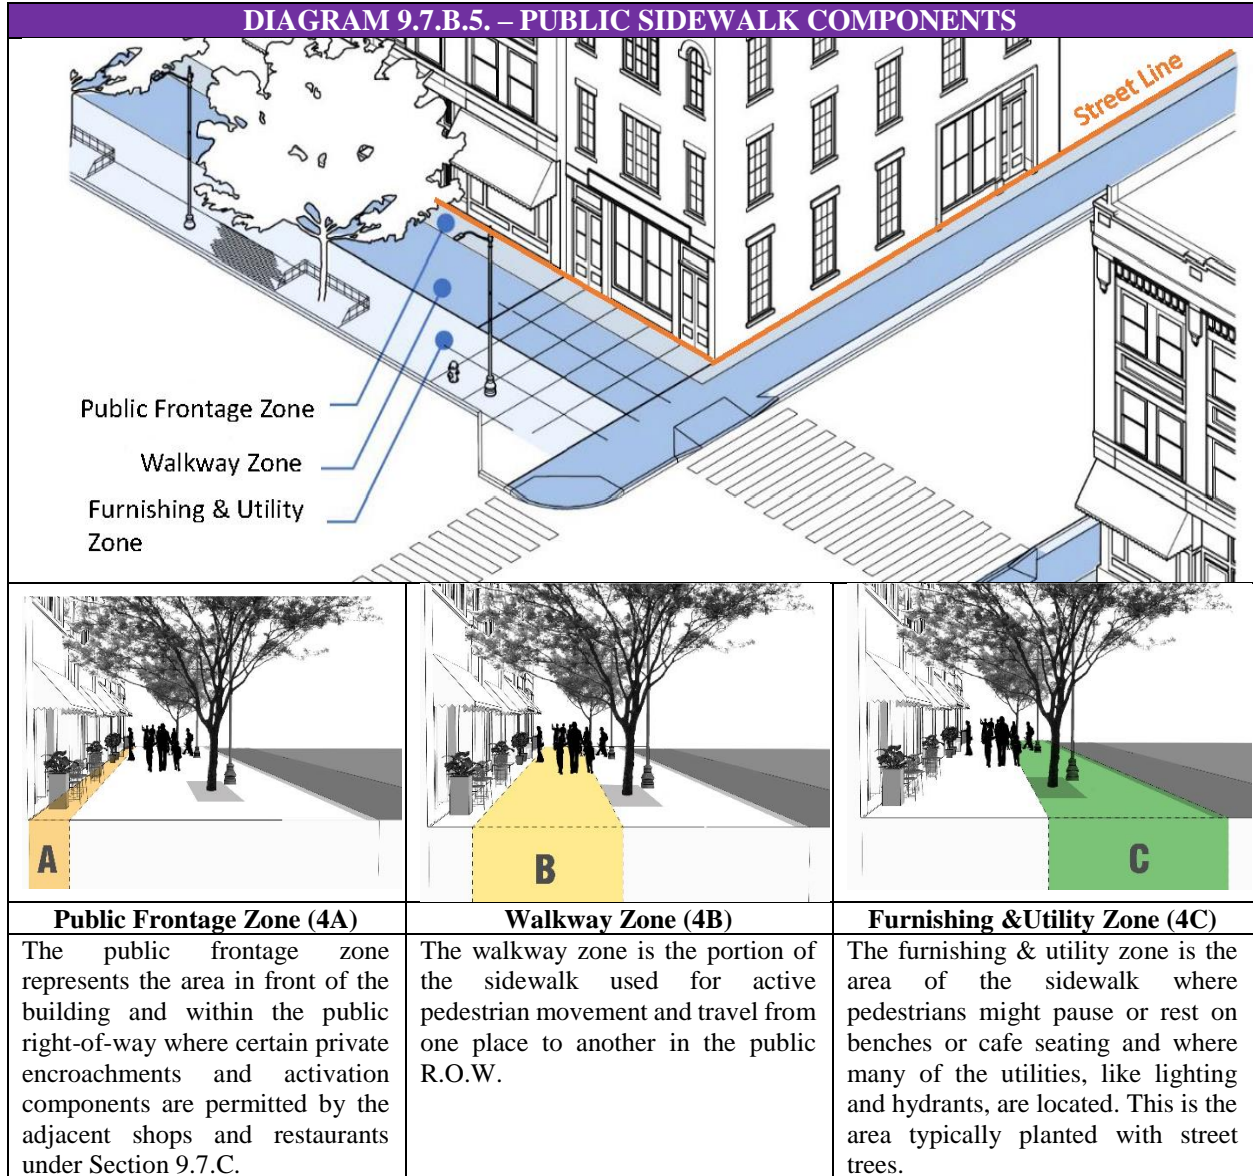 DIAGRAM 9.7.B.5. – PUBLIC SIDEWALK COMPONENTS
Street Line
Public Frontage Zone
Walkway Zone
Furnishing & Utility
Zone
A
B
C
Public Frontage Zone (4A)
The public frontage zone
represents the area in front of the
building and within the public
right-of-way where certain private
encroachments and activation
components are permitted by the
adjacent shops and restaurants
under Section 9.7.C.
Walkway Zone (4B)
The walkway zone is the portion of
the sidewalk used for active
pedestrian movement and travel from
one place to another in the public
R.O.W.
Furnishing &Utility Zone (4C)
The furnishing & utility zone is the
area of the sidewalk where
pedestrians might pause or rest on
benches or cafe seating and where
many of the utilities, like lighting
and hydrants, are located. This is the
area typically planted with street
trees.